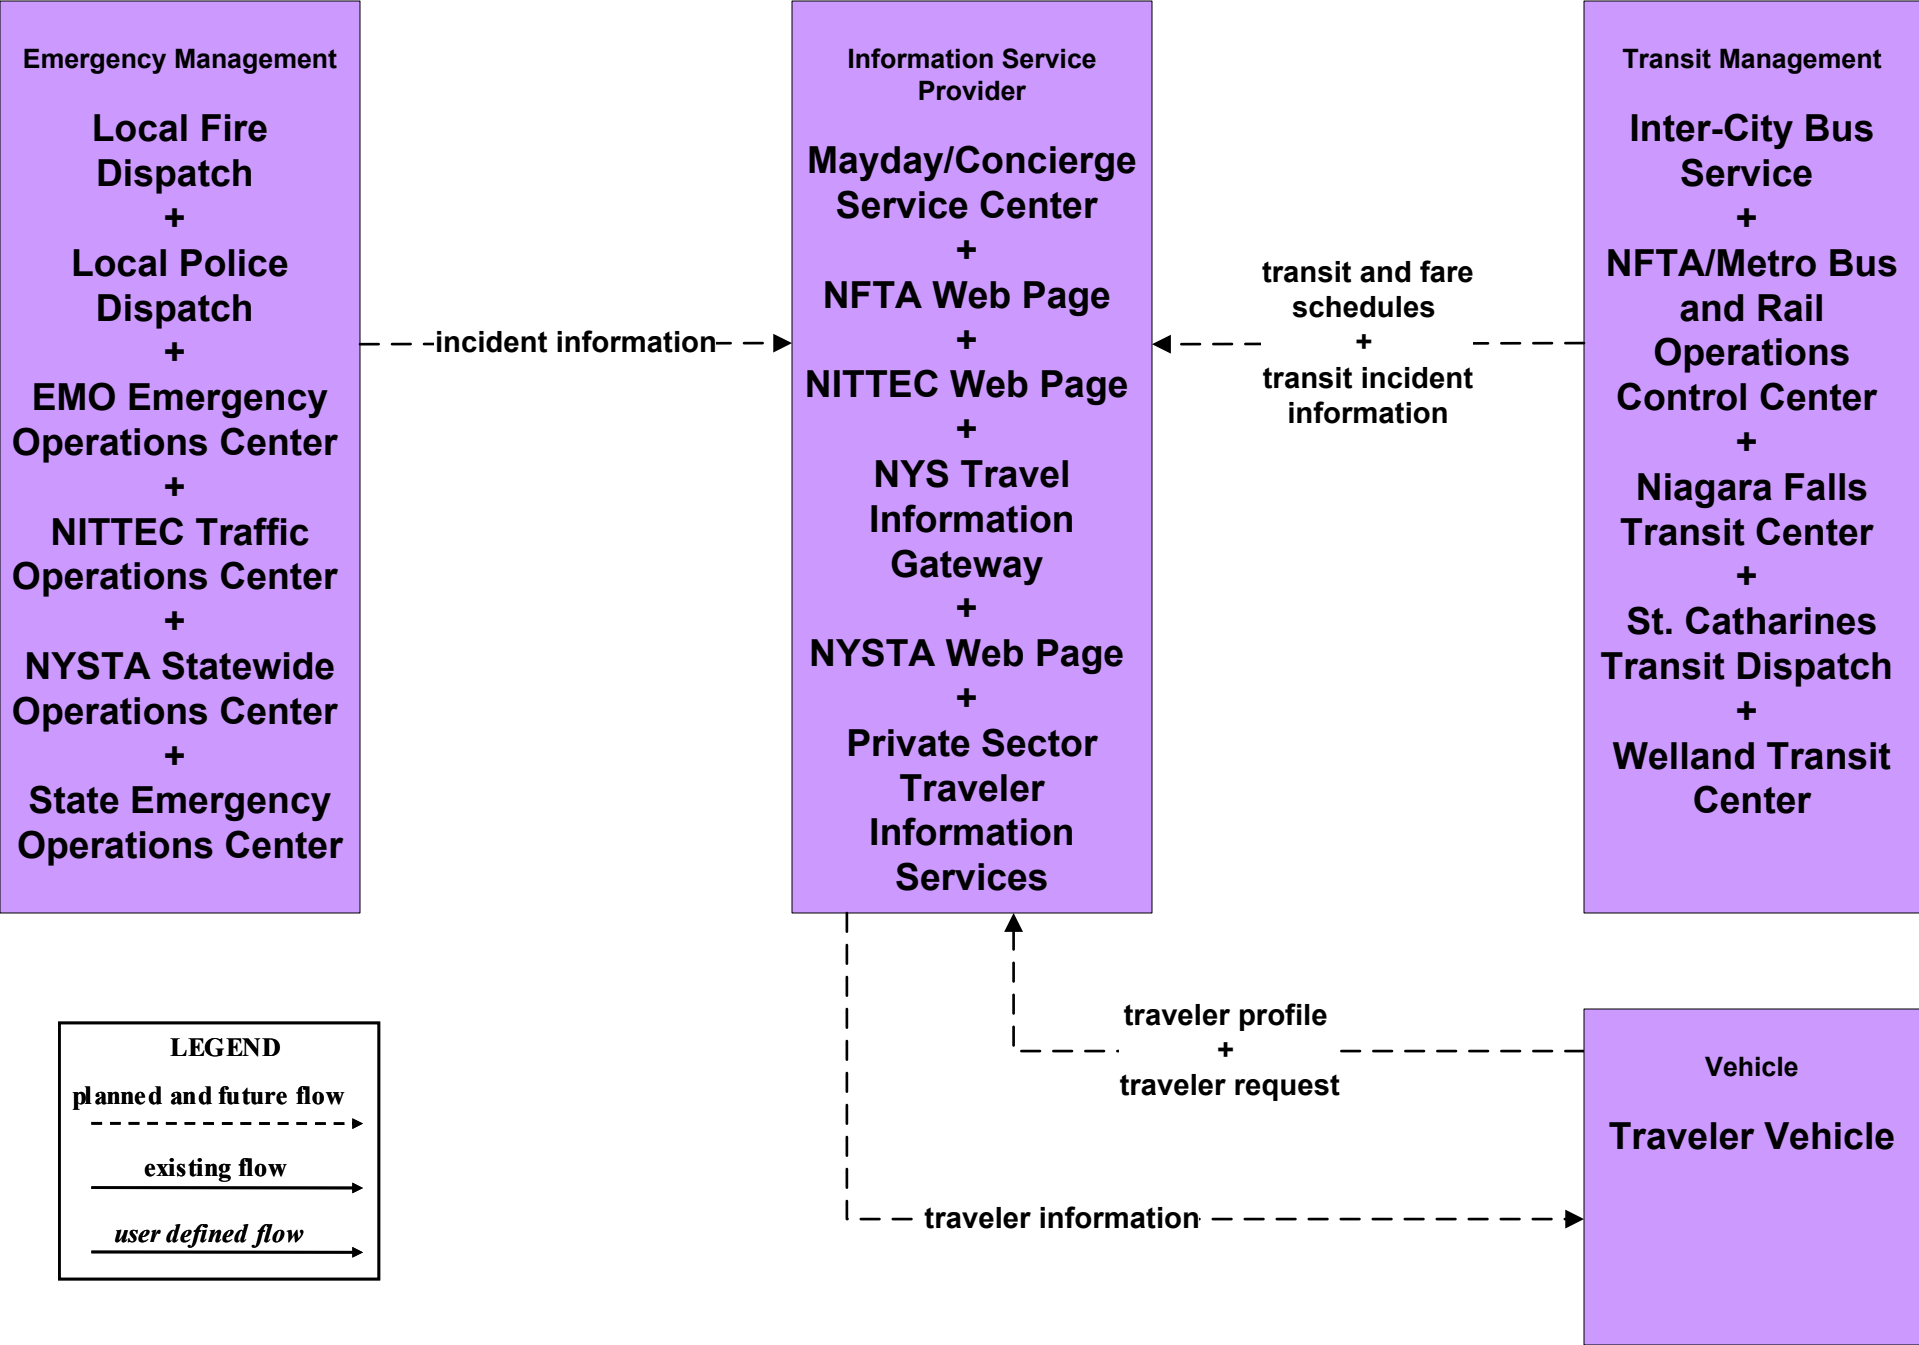 Emergency Management
Local Fire
Dispatch
+
Local Police
Dispatch
+
EMO Emergency
Operations Center
+
NITTEC Traffic
Operations Center
+
NYSTA Statewide
Operations Center
+
State Emergency
Operations Center
incident information
Information Service
Provider
Mayday/Concierge
Service Center
+
NFTA Web Page
+
NITTEC Web Page
+
NYS Travel
Information
Gateway
+
NYSTA Web Page
+
Private Sector
Traveler
Information
Services
transit and fare
schedules
+
transit incident
information
Transit Management
Inter-City Bus
Service
+
NFTA/Metro Bus
and Rail
Operations
Control Center
+
Niagara Falls
Transit Center
+
St. Catharines
Transit Dispatch
+
Welland Transit
Center
traveler profile
+
traveler request
traveler information
Vehicle
Traveler Vehicle
LEGEND
planned and future flow
existing flow
user defined flow